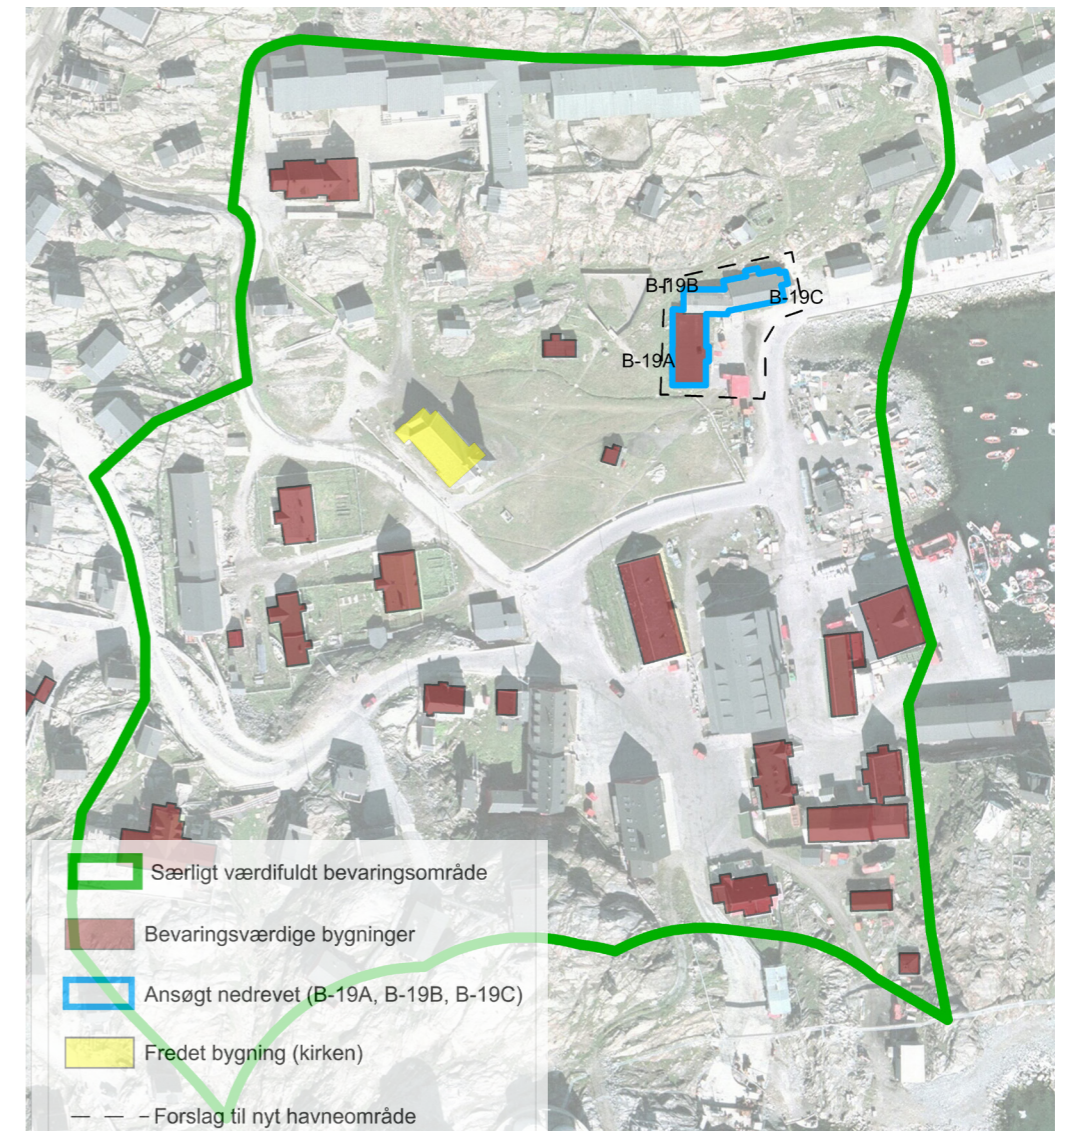 B-19B
B-19C
B-19A
Særligt værdifuldt bevaringsområde
Bevaringsværdige bygninger
Ansøgt nedrevet (B-19A, B-19B, B-19C)
Fredet bygning (kirken)
Forslag til nyt havneområde